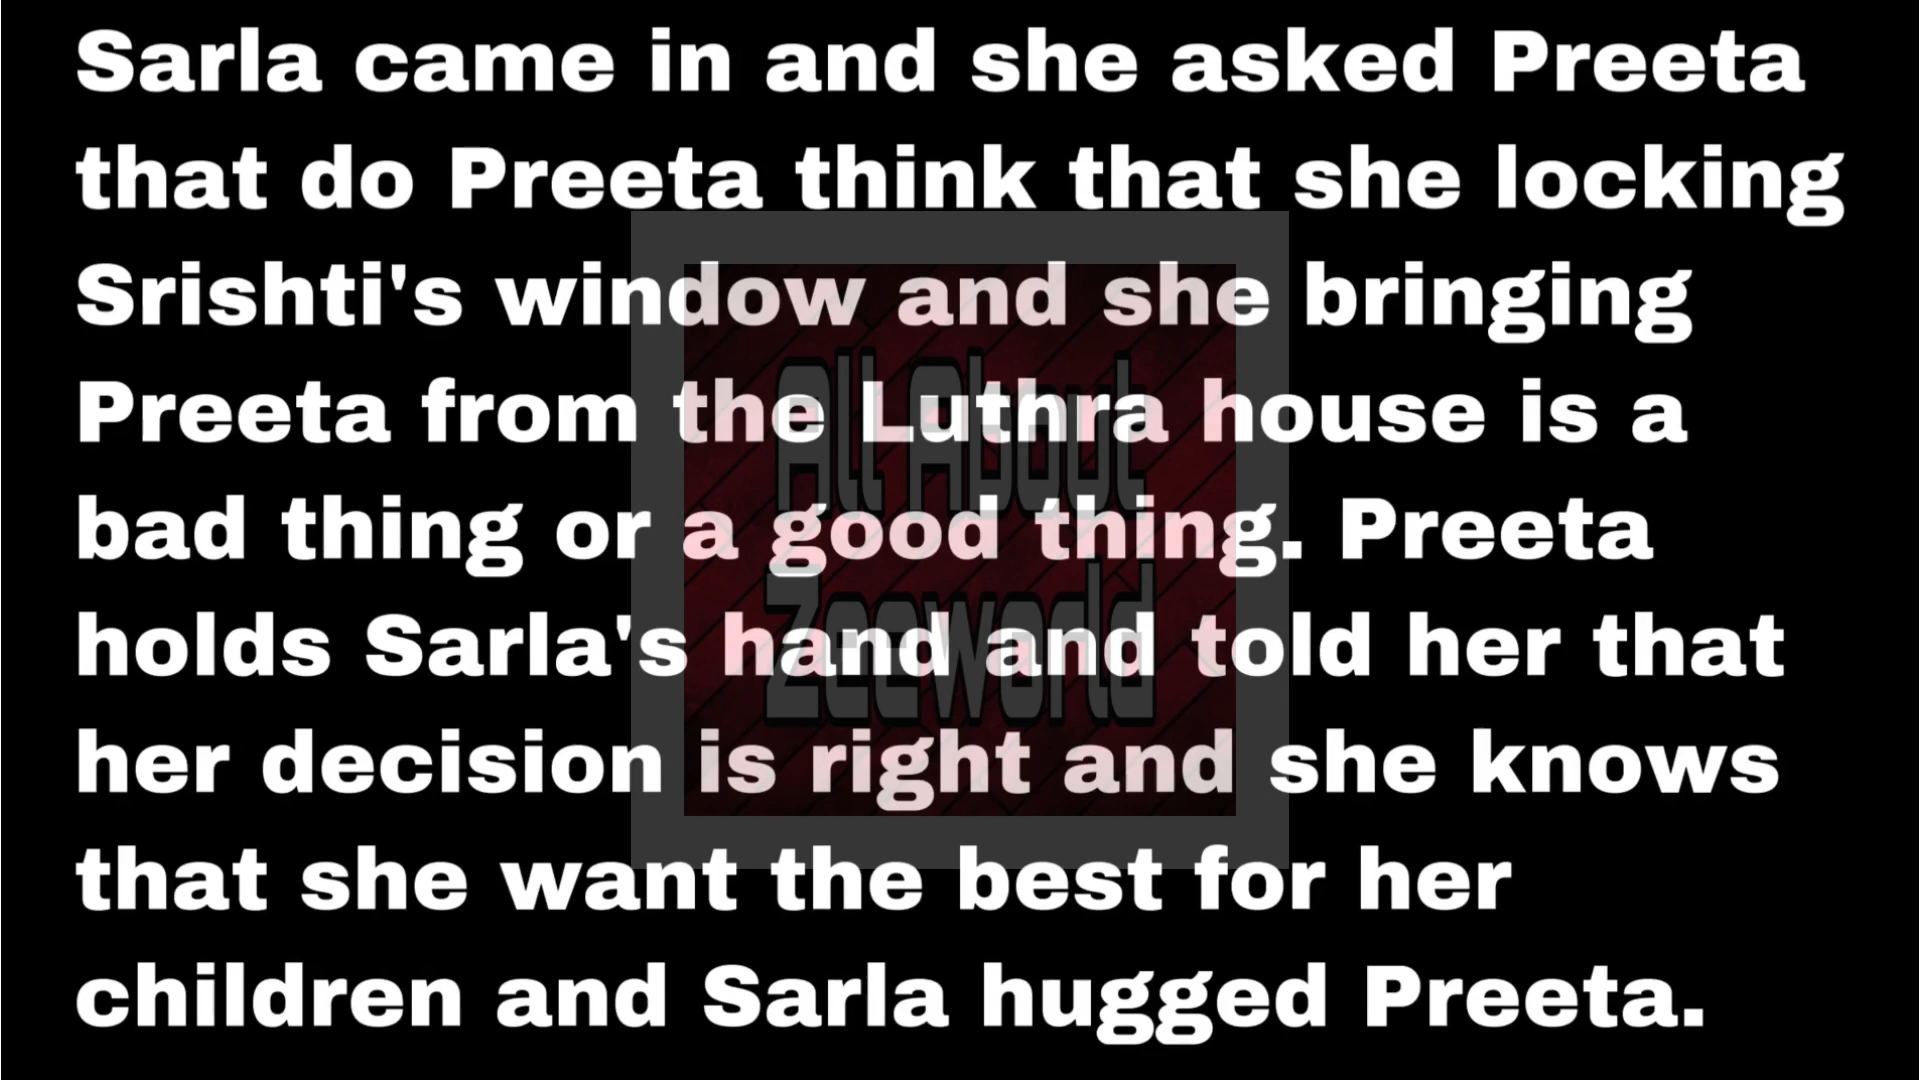 Sarla came in and she asked Preeta
that do Preeta think that she locking
Srishti's window and she bringing
Preeta from the Luthra house is a
bad thing or a good thing. Preeta
holds Sarla's hand and told her that
her decision is right and she knows
that she want the best for her
children and Sarla hugged Preeta.
All About
Zeeworld